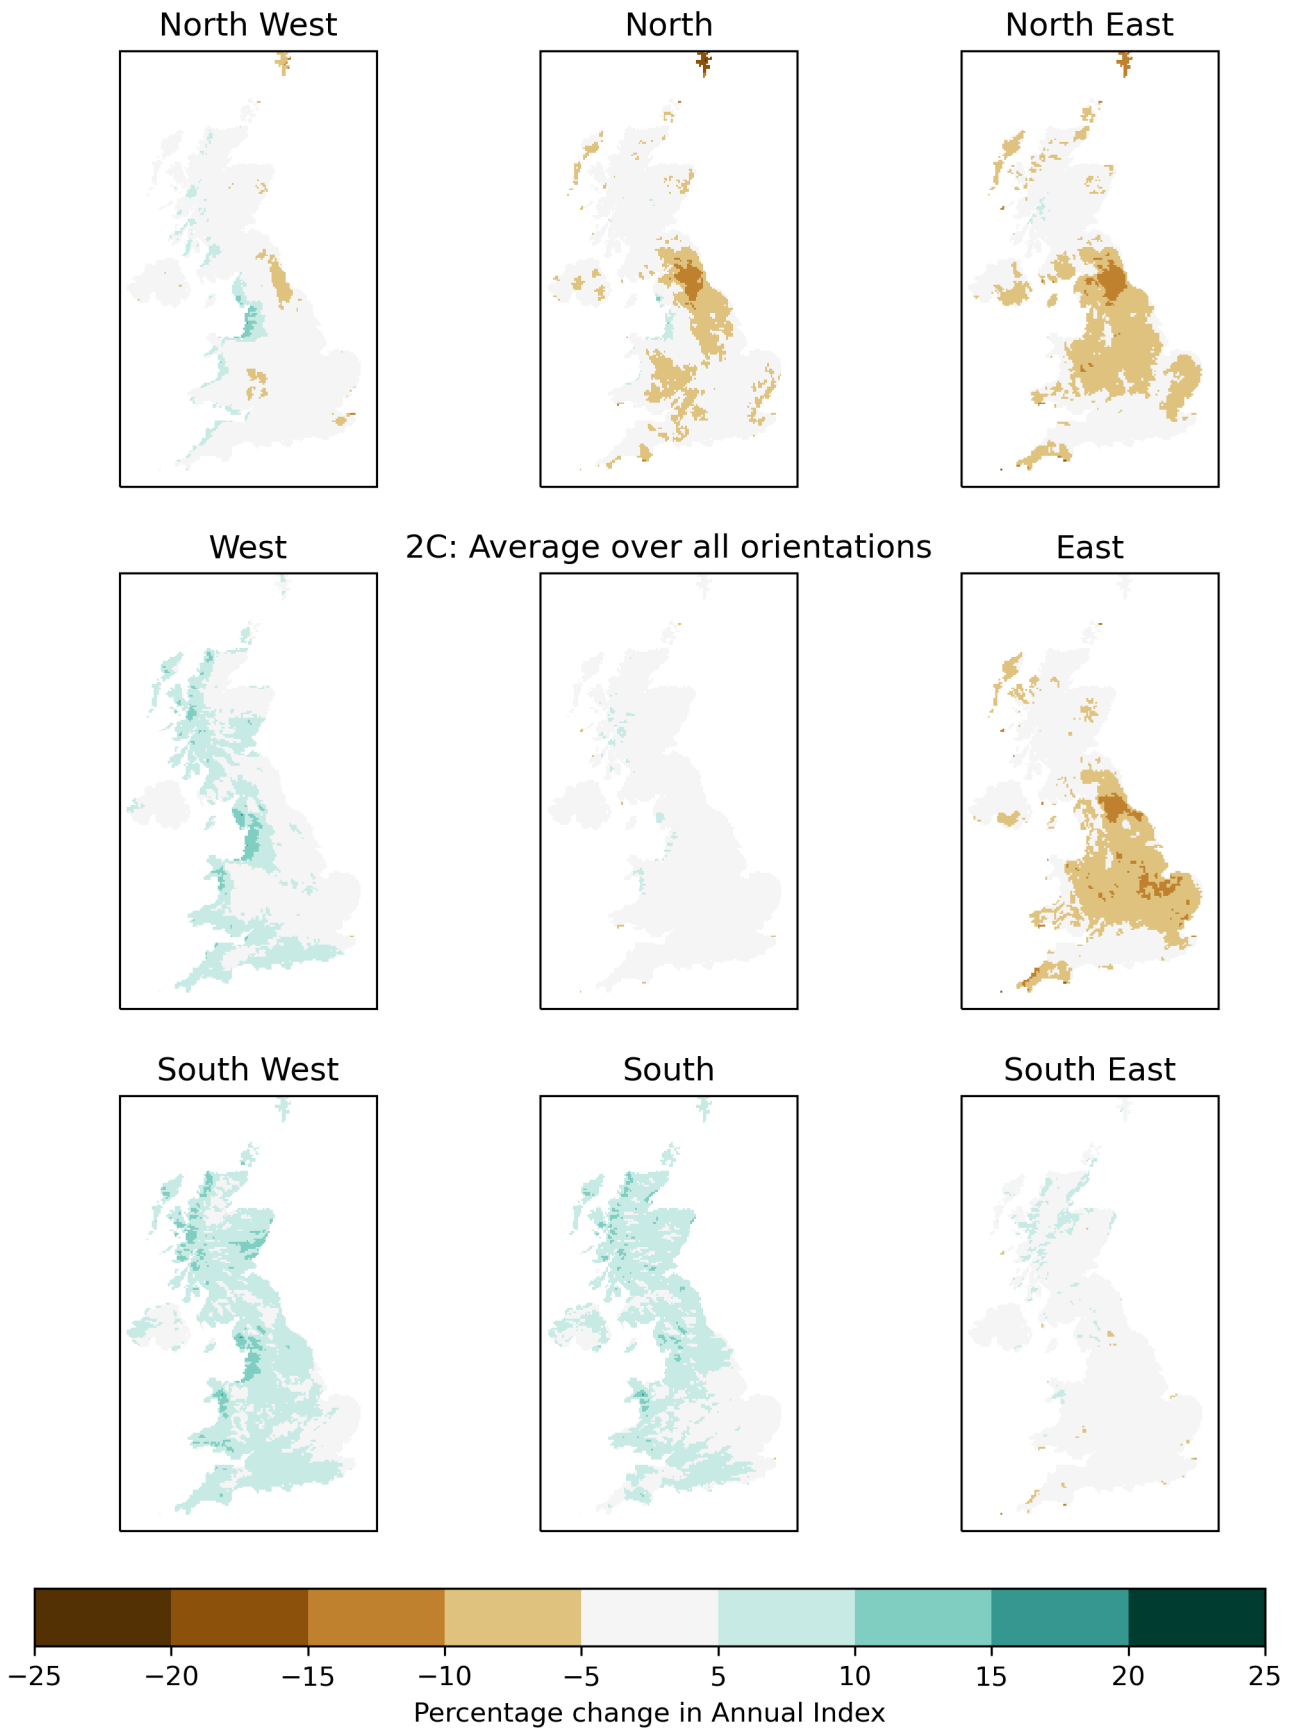 North West North North East
West 2C: Average over all orientations East
South West South South East
−25 −20 −15 −10 −5 5 10 15 20 25
Percentage change in Annual Index